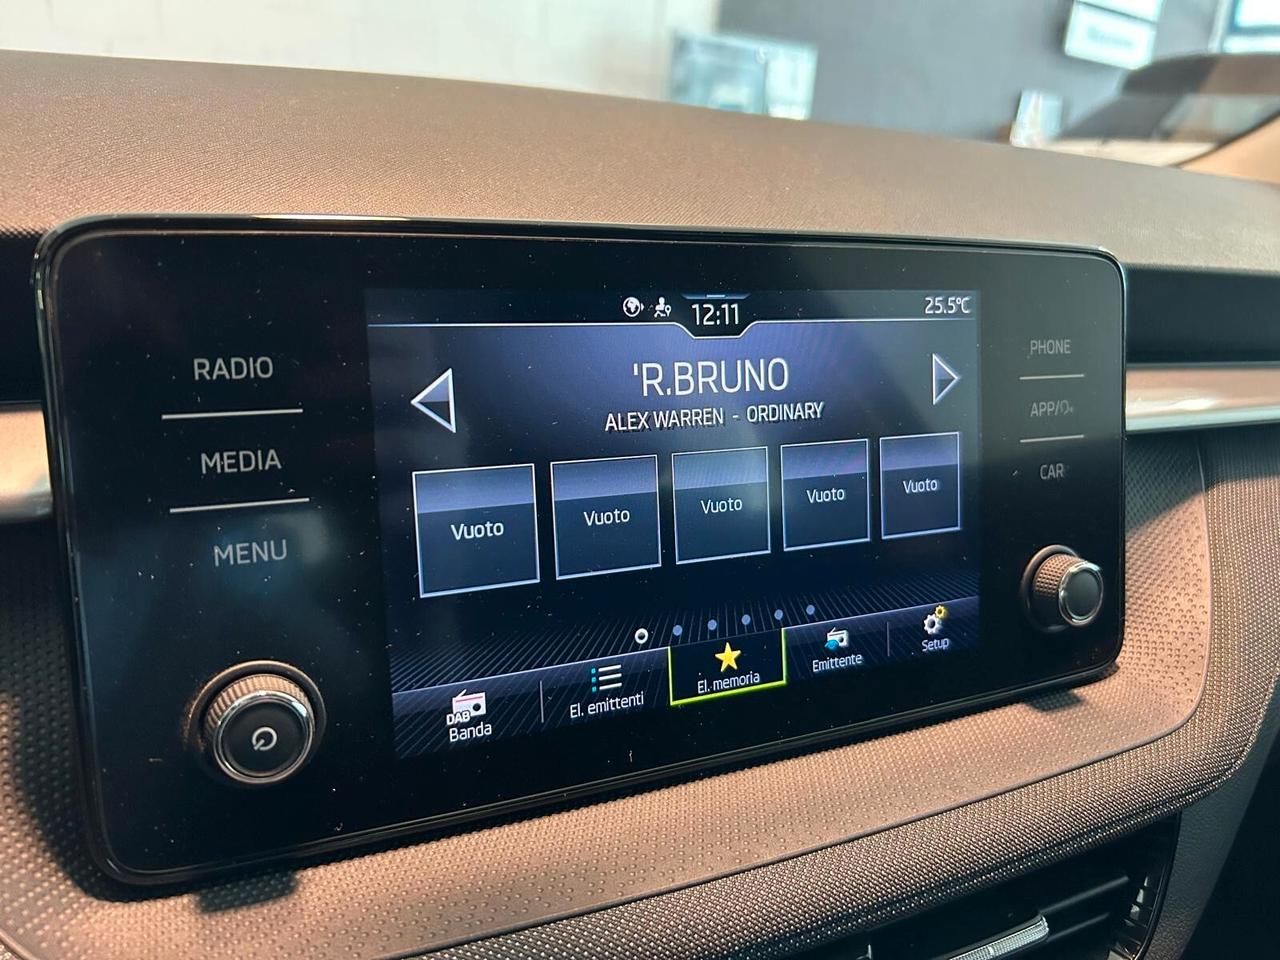 RADIO
MEDIA
MENU
12:11
25.5°C
'R.BRUNO
ALEX WARREN - ORDINARY
Vuoto
Vuoto
Vuoto
Vuoto
Vuoto
DAB
Banda
El. emittenti
El. memoria
Emittente
Setup
PHONE
APP/
CAR